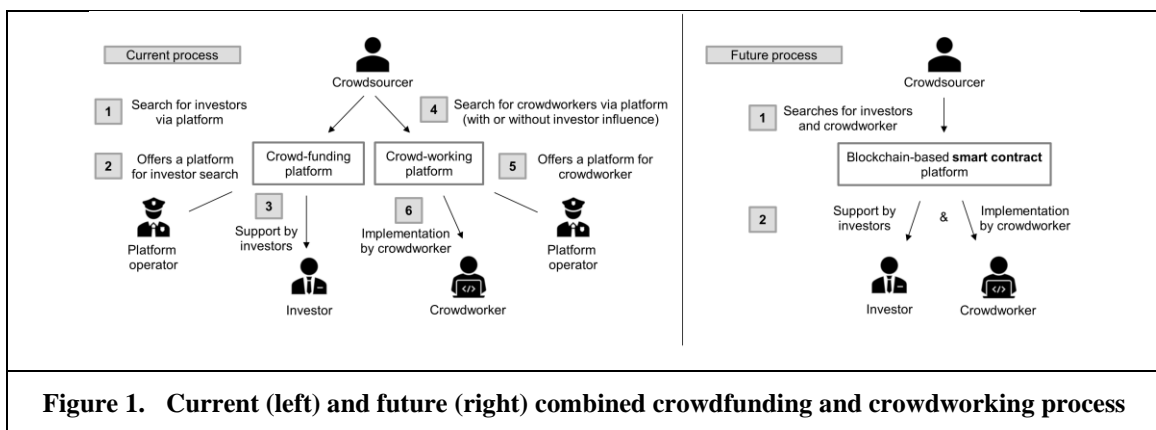 Current process
Crowdsourcer
1
Search for investors
via platform
4
Search for crowdworkers via platform
(with or without investor influence)
2
Offers a platform
for investor search
Crowd-funding
platform
Crowd-working
platform
5
Offers a platform for
crowdworker
3
Support by
investors
6
Implementation
by crowdworker
Platform
operator
Platform
operator
Investor
</>
Crowdworker
Future process
Crowdsourcer
1
Searches for investors
and crowdworker
Blockchain-based smart contract
platform
2
Support by
investors
&
Implementation
by crowdworker
Investor
</>
Crowdworker
Figure 1. Current (left) and future (right) combined crowdfunding and crowdworking process